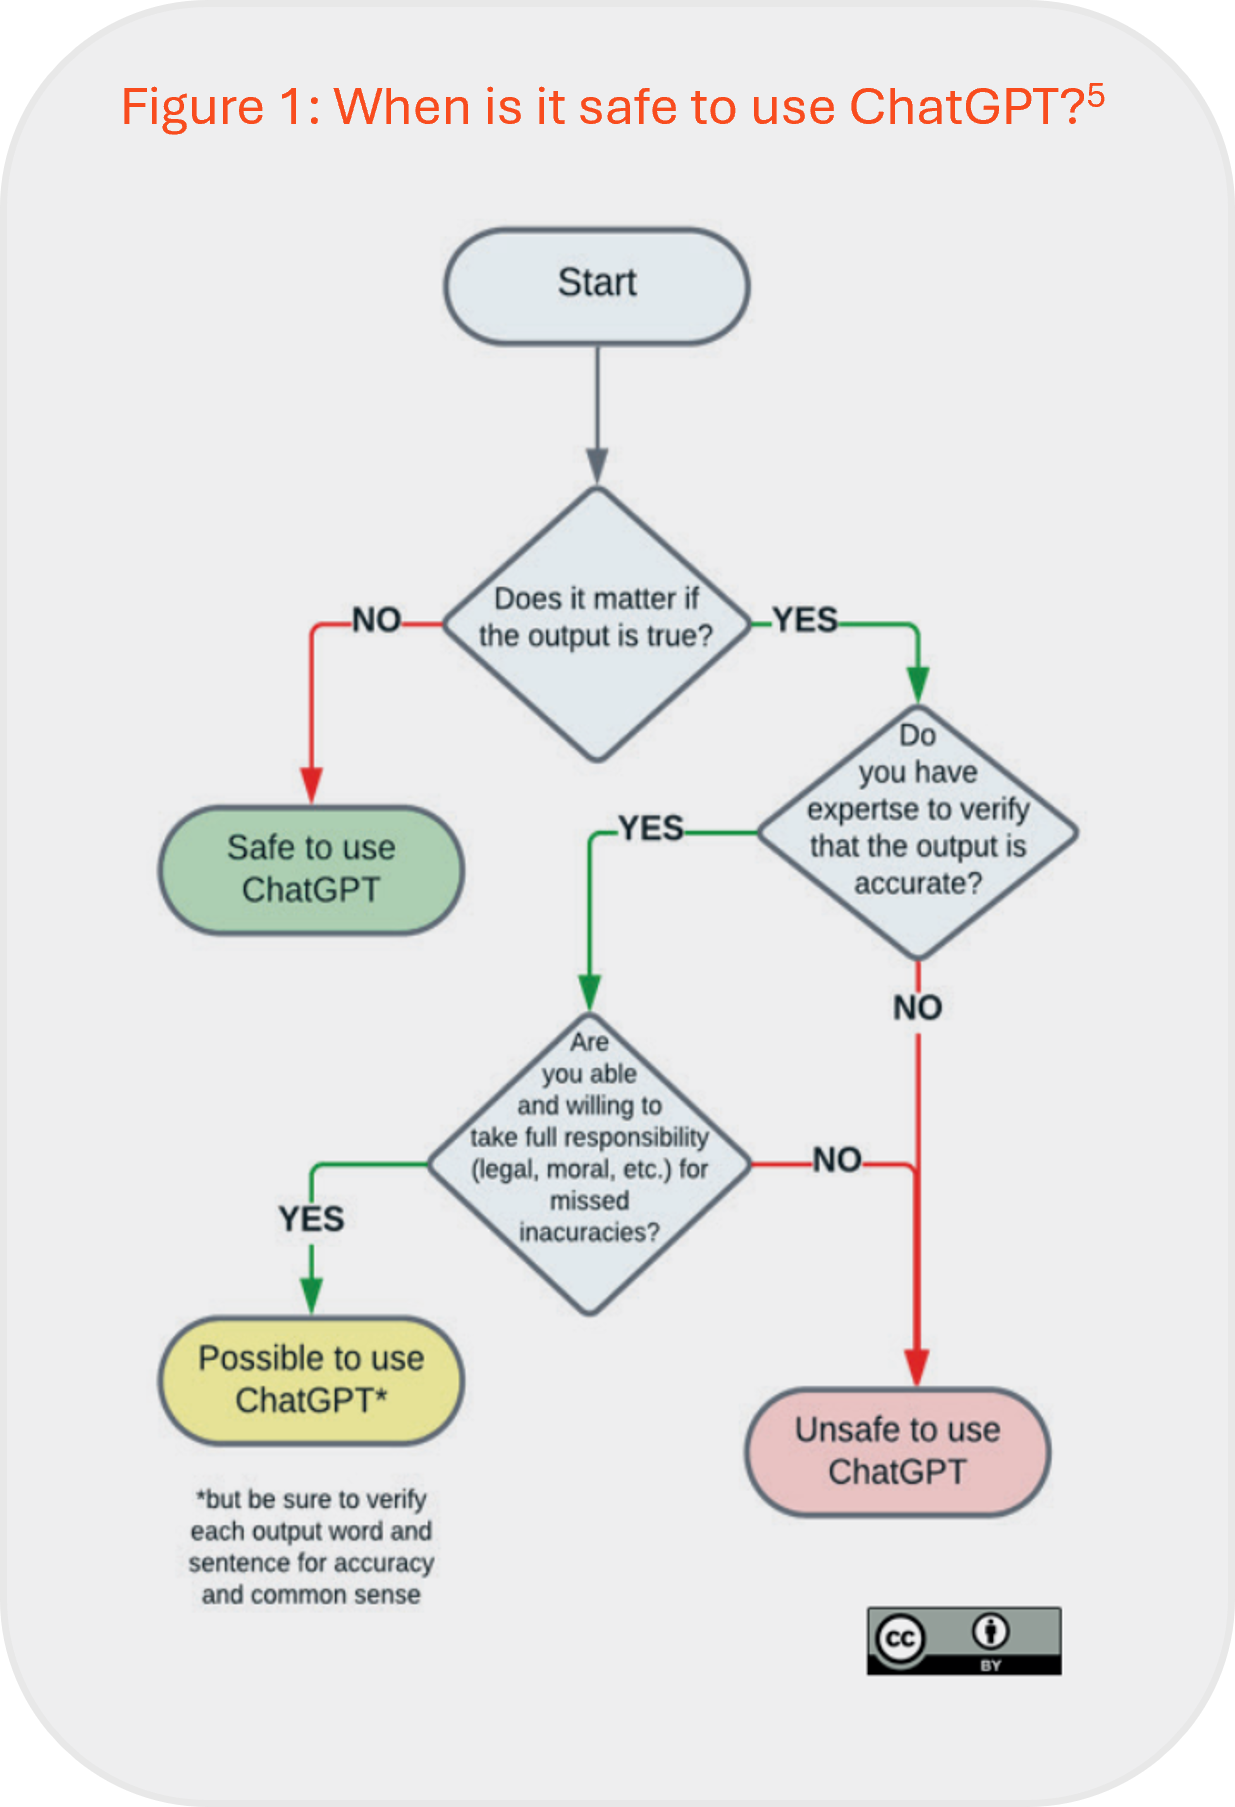 Figure 1: When is it safe to use ChatGPT?5
Start
Does it matter if
the output is true?
NO
YES
Safe to use
ChatGPT
Do
you have
expertse to verify
that the output is
accurate?
YES
NO
Are
you able
and willing to
take full responsibility
(legal, moral, etc.) for
missed
inacuracies?
NO
YES
Possible to use
ChatGPT*
Unsafe to use
ChatGPT
*but be sure to verify
each output word and
sentence for accuracy
and common sense
cc
BY